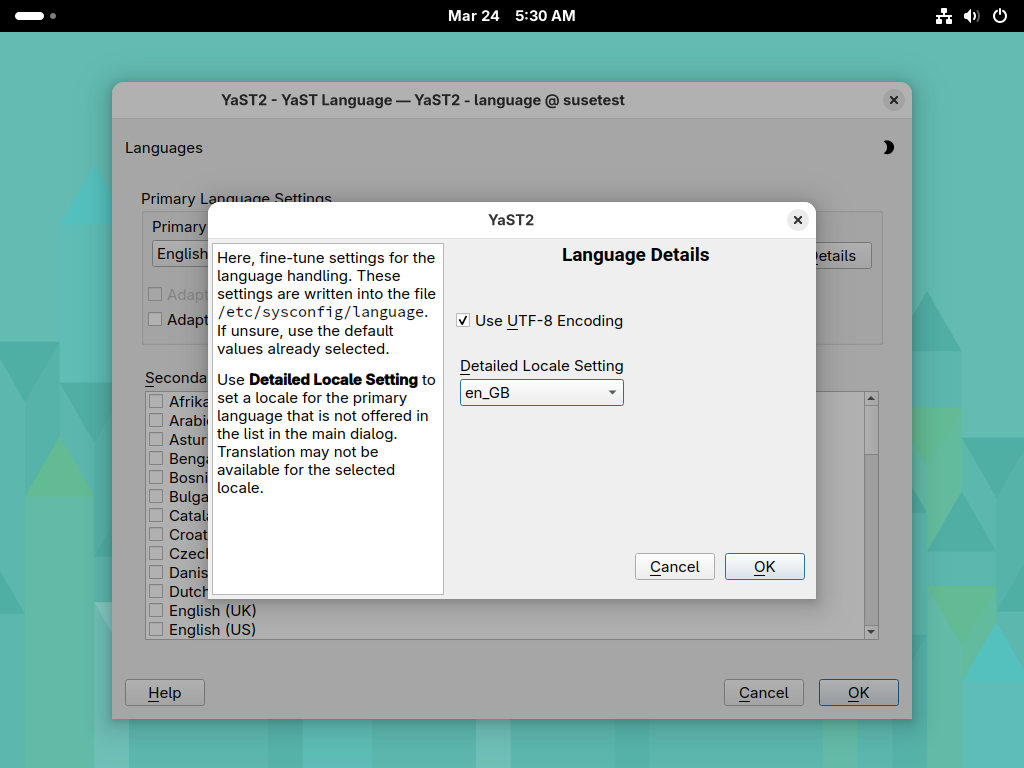 Mar 24 5:30 AM
YaST2 - YaST Language — YaST2 - language @ susetest
Languages
Primary Language Settings
Primary
English
Details
Adapt
Adapt
YaST2
Here, fine-tune settings for the
language handling. These
settings are written into the file
/etc/sysconfig/language.
If unsure, use the default
values already selected.
Use Detailed Locale Setting to
set a locale for the primary
language that is not offered in
the list in the main dialog.
Translation may not be
available for the selected
locale.
Language Details
Use UTF-8 Encoding
Detailed Locale Setting
en_GB
Cancel OK
Seconda
Afrika
Arabi
Astur
Benga
Bosni
Bulga
Catala
Croat
Czech
Danis
Dutch
English (UK)
English (US)
Help Cancel OK